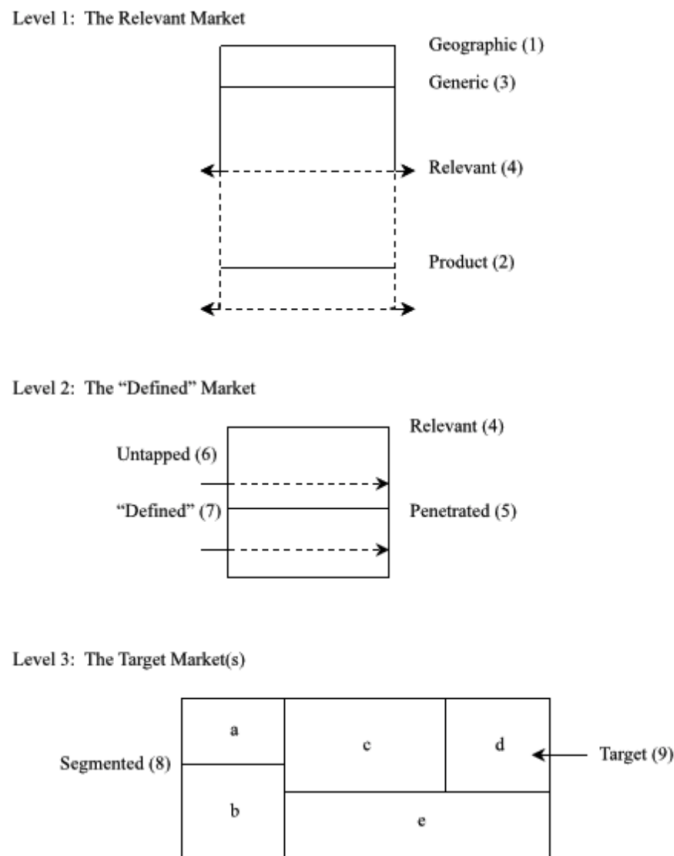 Level 1: The Relevant Market
Geographic (1)
Generic (3)
Relevant (4)
Product (2)
Level 2: The “Defined” Market
Relevant (4)
Untapped (6)
“Defined” (7)
Penetrated (5)
Level 3: The Target Market(s)
a
c
d
Target (9)
Segmented (8)
b
e